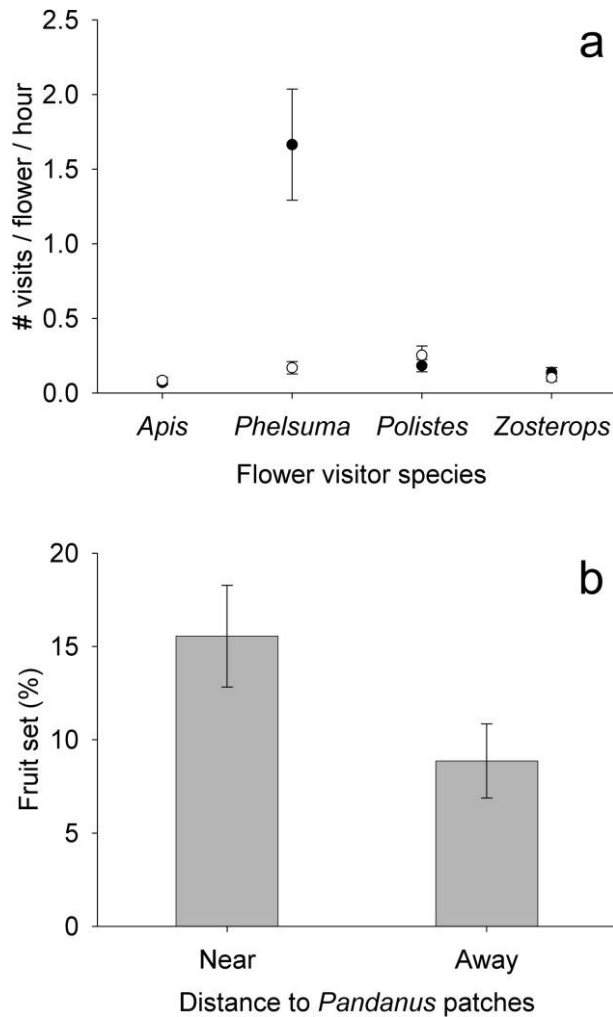 a
# visits / flower / hour
2.5
2.0
1.5
1.0
0.5
0.0
Apis Phelsuma Polistes Zosterops
Flower visitor species
b
Fruit set (%)
20
15
10
5
0
Near Away
Distance to Pandanus patches